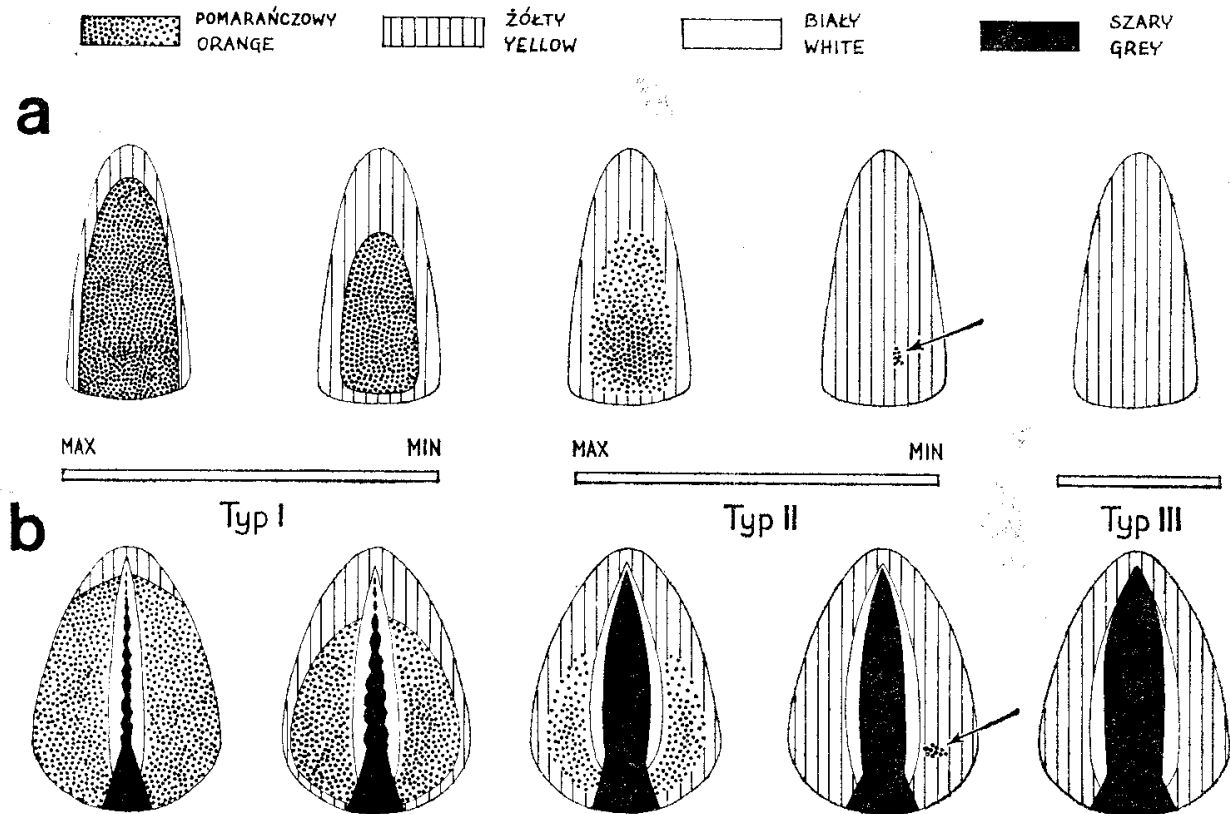 POMARAŃCZOWY
ORANGE
ŻÓŁTY
YELLOW
BIAŁY
WHITE
SZARY
GREY
a
MAX MIN MAX MIN
Typ I Typ II Typ III
b